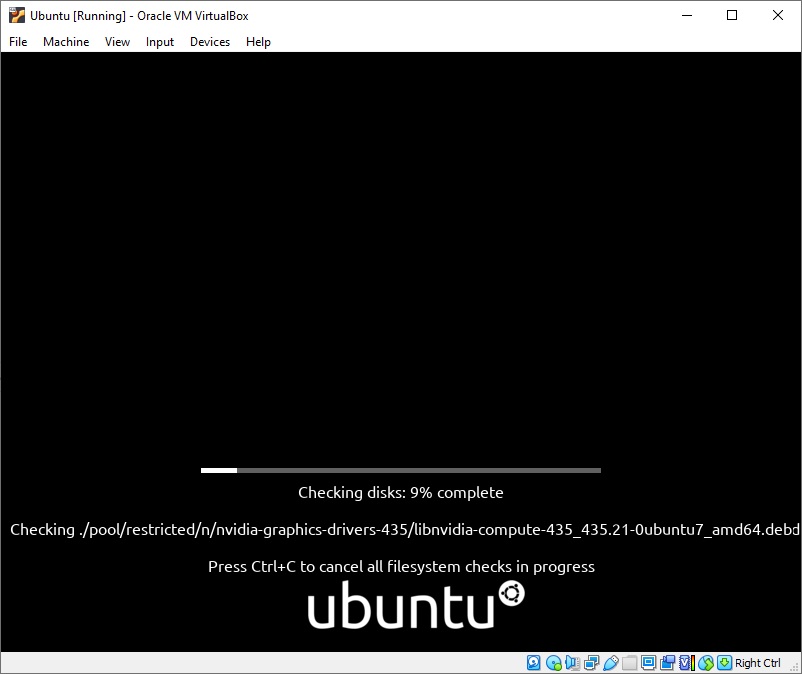 Ubuntu [Running] - Oracle VM VirtualBox
File Machine View Input Devices Help
Checking disks: 9% complete
Checking ./pool/restricted/n/nvidia-graphics-drivers-435/libnvidia-compute-435_435.21-0ubuntu7_amd64.debd
Press Ctrl+C to cancel all filesystem checks in progress
ubuntu
Right Ctrl